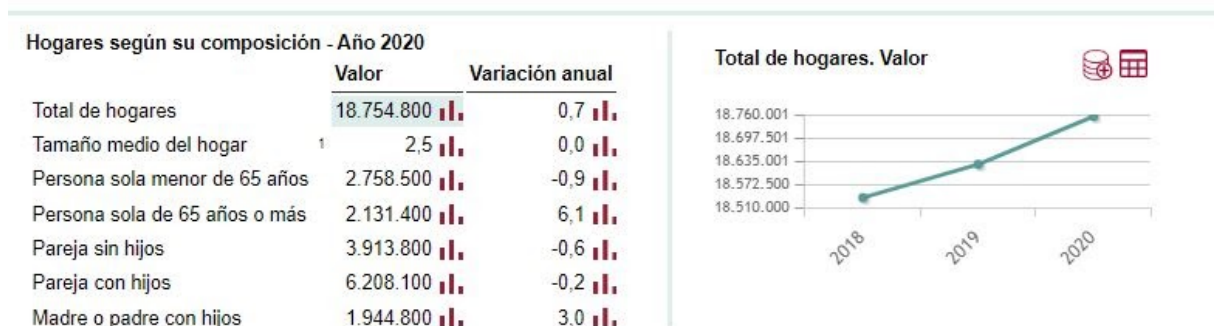 Hogares según su composición - Año 2020
Valor Variación anual
Total de hogares 18.754.800 0,7
Tamaño medio del hogar 1 2,5 0,0
Persona sola menor de 65 años 2.758.500 -0,9
Persona sola de 65 años o más 2.131.400 6,1
Pareja sin hijos 3.913.800 -0,6
Pareja con hijos 6.208.100 -0,2
Madre o padre con hijos 1.944.800 3,0
Total de hogares. Valor
18.760.001
18.697.501
18.635.001
18.572.500
18.510.000
2018 2019 2020